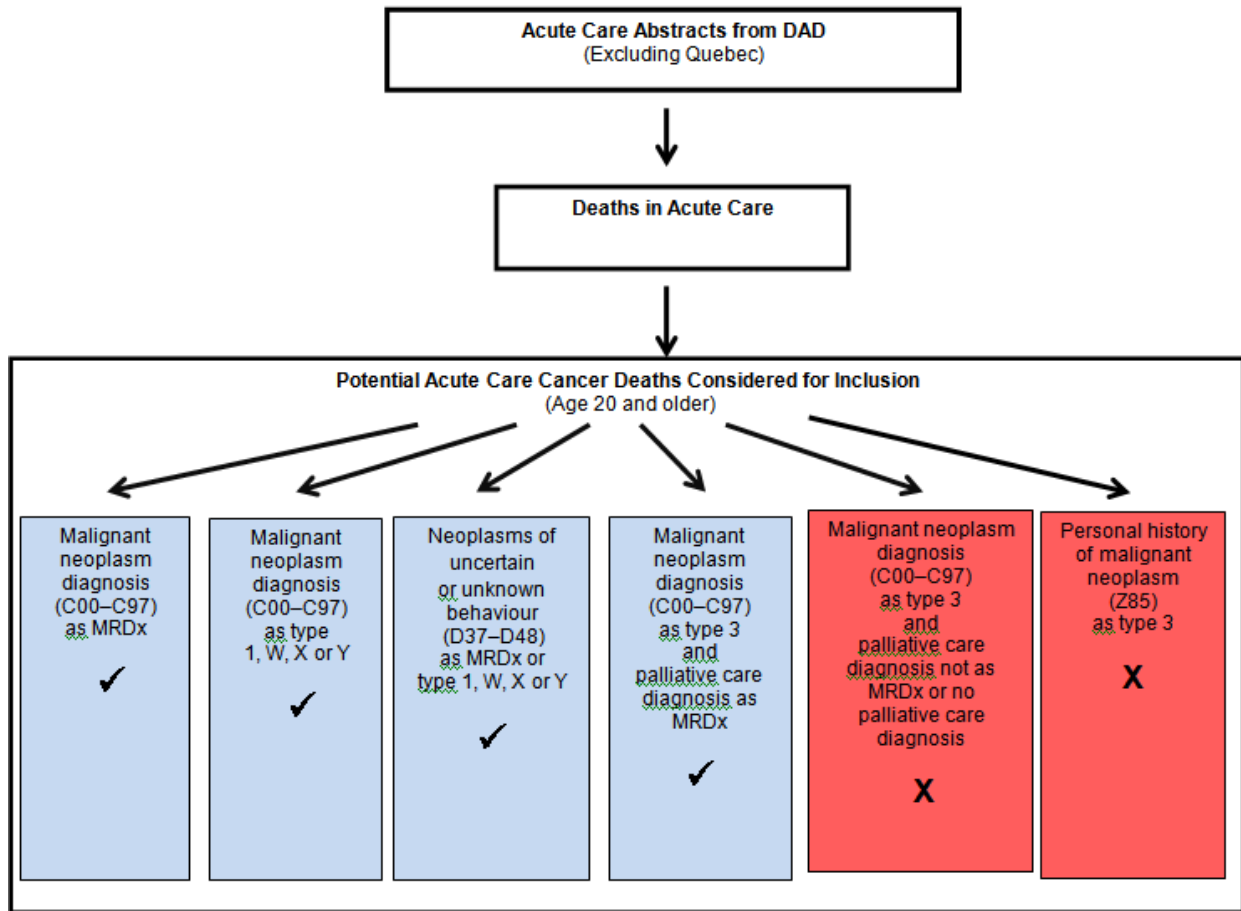 Acute Care Abstracts from DAD
(Excluding Quebec)
Deaths in Acute Care
Potential Acute Care Cancer Deaths Considered for Inclusion
(Age 20 and older)
Malignant
neoplasm
diagnosis
(C00–C97)
as MRDx
✓
Malignant
neoplasm
diagnosis
(C00–C97)
as type
1, W, X or Y
✓
Neoplasms of
uncertain
or unknown
behaviour
(D37–D48)
as MRDx or
type 1, W, X or Y
✓
Malignant
neoplasm
diagnosis
(C00–C97)
as type 3
and
palliative care
diagnosis as
MRDx
✓
Malignant neoplasm
diagnosis
(C00–C97)
as type 3
and
palliative care
diagnosis not as
MRDx or no
palliative care
diagnosis
X
Personal history
of malignant
neoplasm
(Z85)
as type 3
X